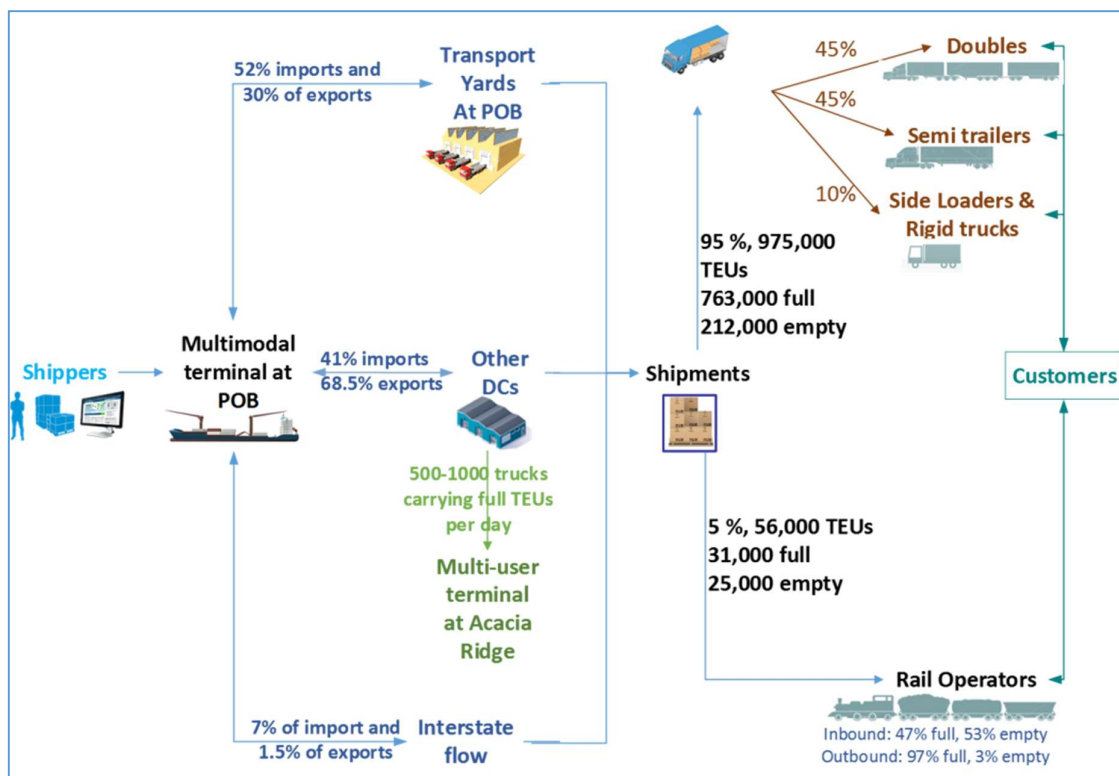 52% imports and
30% of exports
Transport
Yards
At POB
45%
45%
10%
Doubles
Semi trailers
Side Loaders &
Rigid trucks
95 %, 975,000
TEUs
763,000 full
212,000 empty
Shippers
Multimodal
terminal at
POB
41% imports
68.5% exports
Other
DCs
Shipments
Customers
500-1000 trucks
carrying full TEUs
per day
Multi-user
terminal
at Acacia
Ridge
5 %, 56,000 TEUs
31,000 full
25,000 empty
7% of import and
1.5% of exports
Interstate
flow
Rail Operators
Inbound: 47% full, 53% empty
Outbound: 97% full, 3% empty